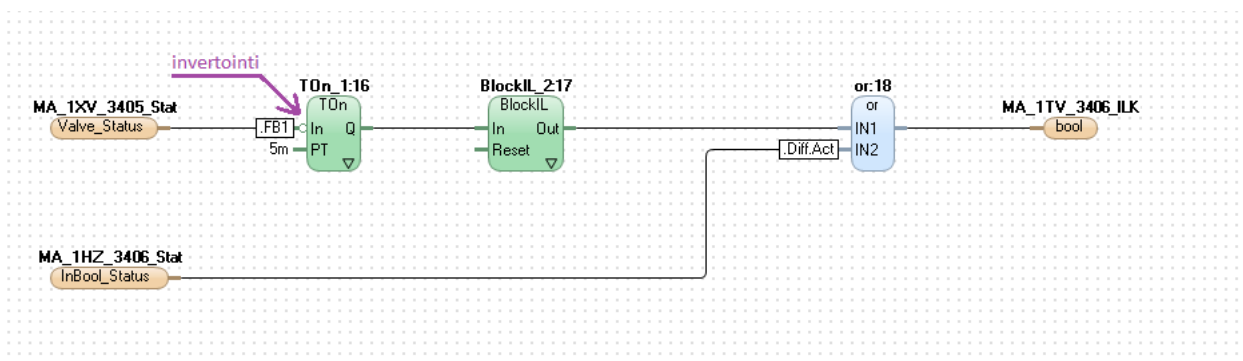 invertointi
TOn_1:16
BlockIL_2:17
or:18
MA_1XV_3405_Stat
TOn
BlockIL
or
MA_1TV_3406_ILK
Valve_Status
.FB1
In
Q
In
Out
IN1
bool
5m
PT
Reset
.Diff.Act
IN2
MA_1HZ_3406_Stat
InBool_Status